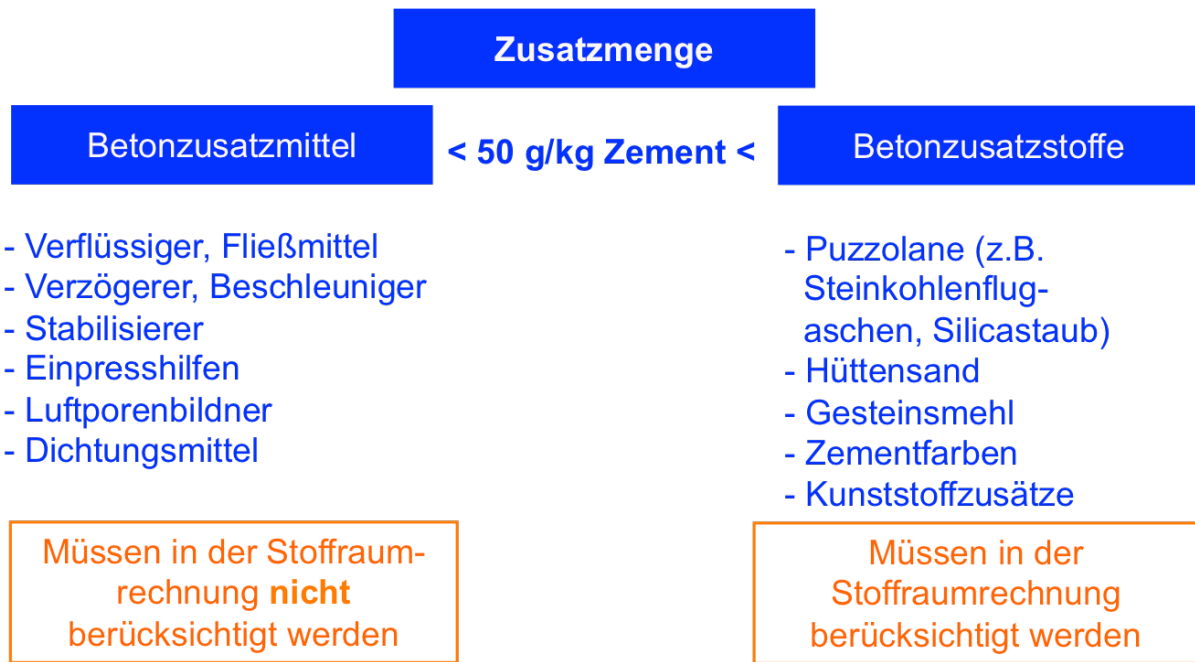 Zusatzmenge
Betonzusatzmittel
< 50 g/kg Zement <
Betonzusatzstoffe
- Verflüssiger, Fließmittel
- Verzögerer, Beschleuniger
- Stabilisierer
- Einpresshilfen
- Luftporenbildner
- Dichtungsmittel
- Puzzolane (z.B.
Steinkohlenflug-
aschen, Silicastaub)
- Hüttensand
- Gesteinsmehl
- Zementfarben
- Kunststoffzusätze
Müssen in der Stoffraum-
rechnung nicht
berücksichtigt werden
Müssen in der
Stoffraumrechnung
berücksichtigt werden